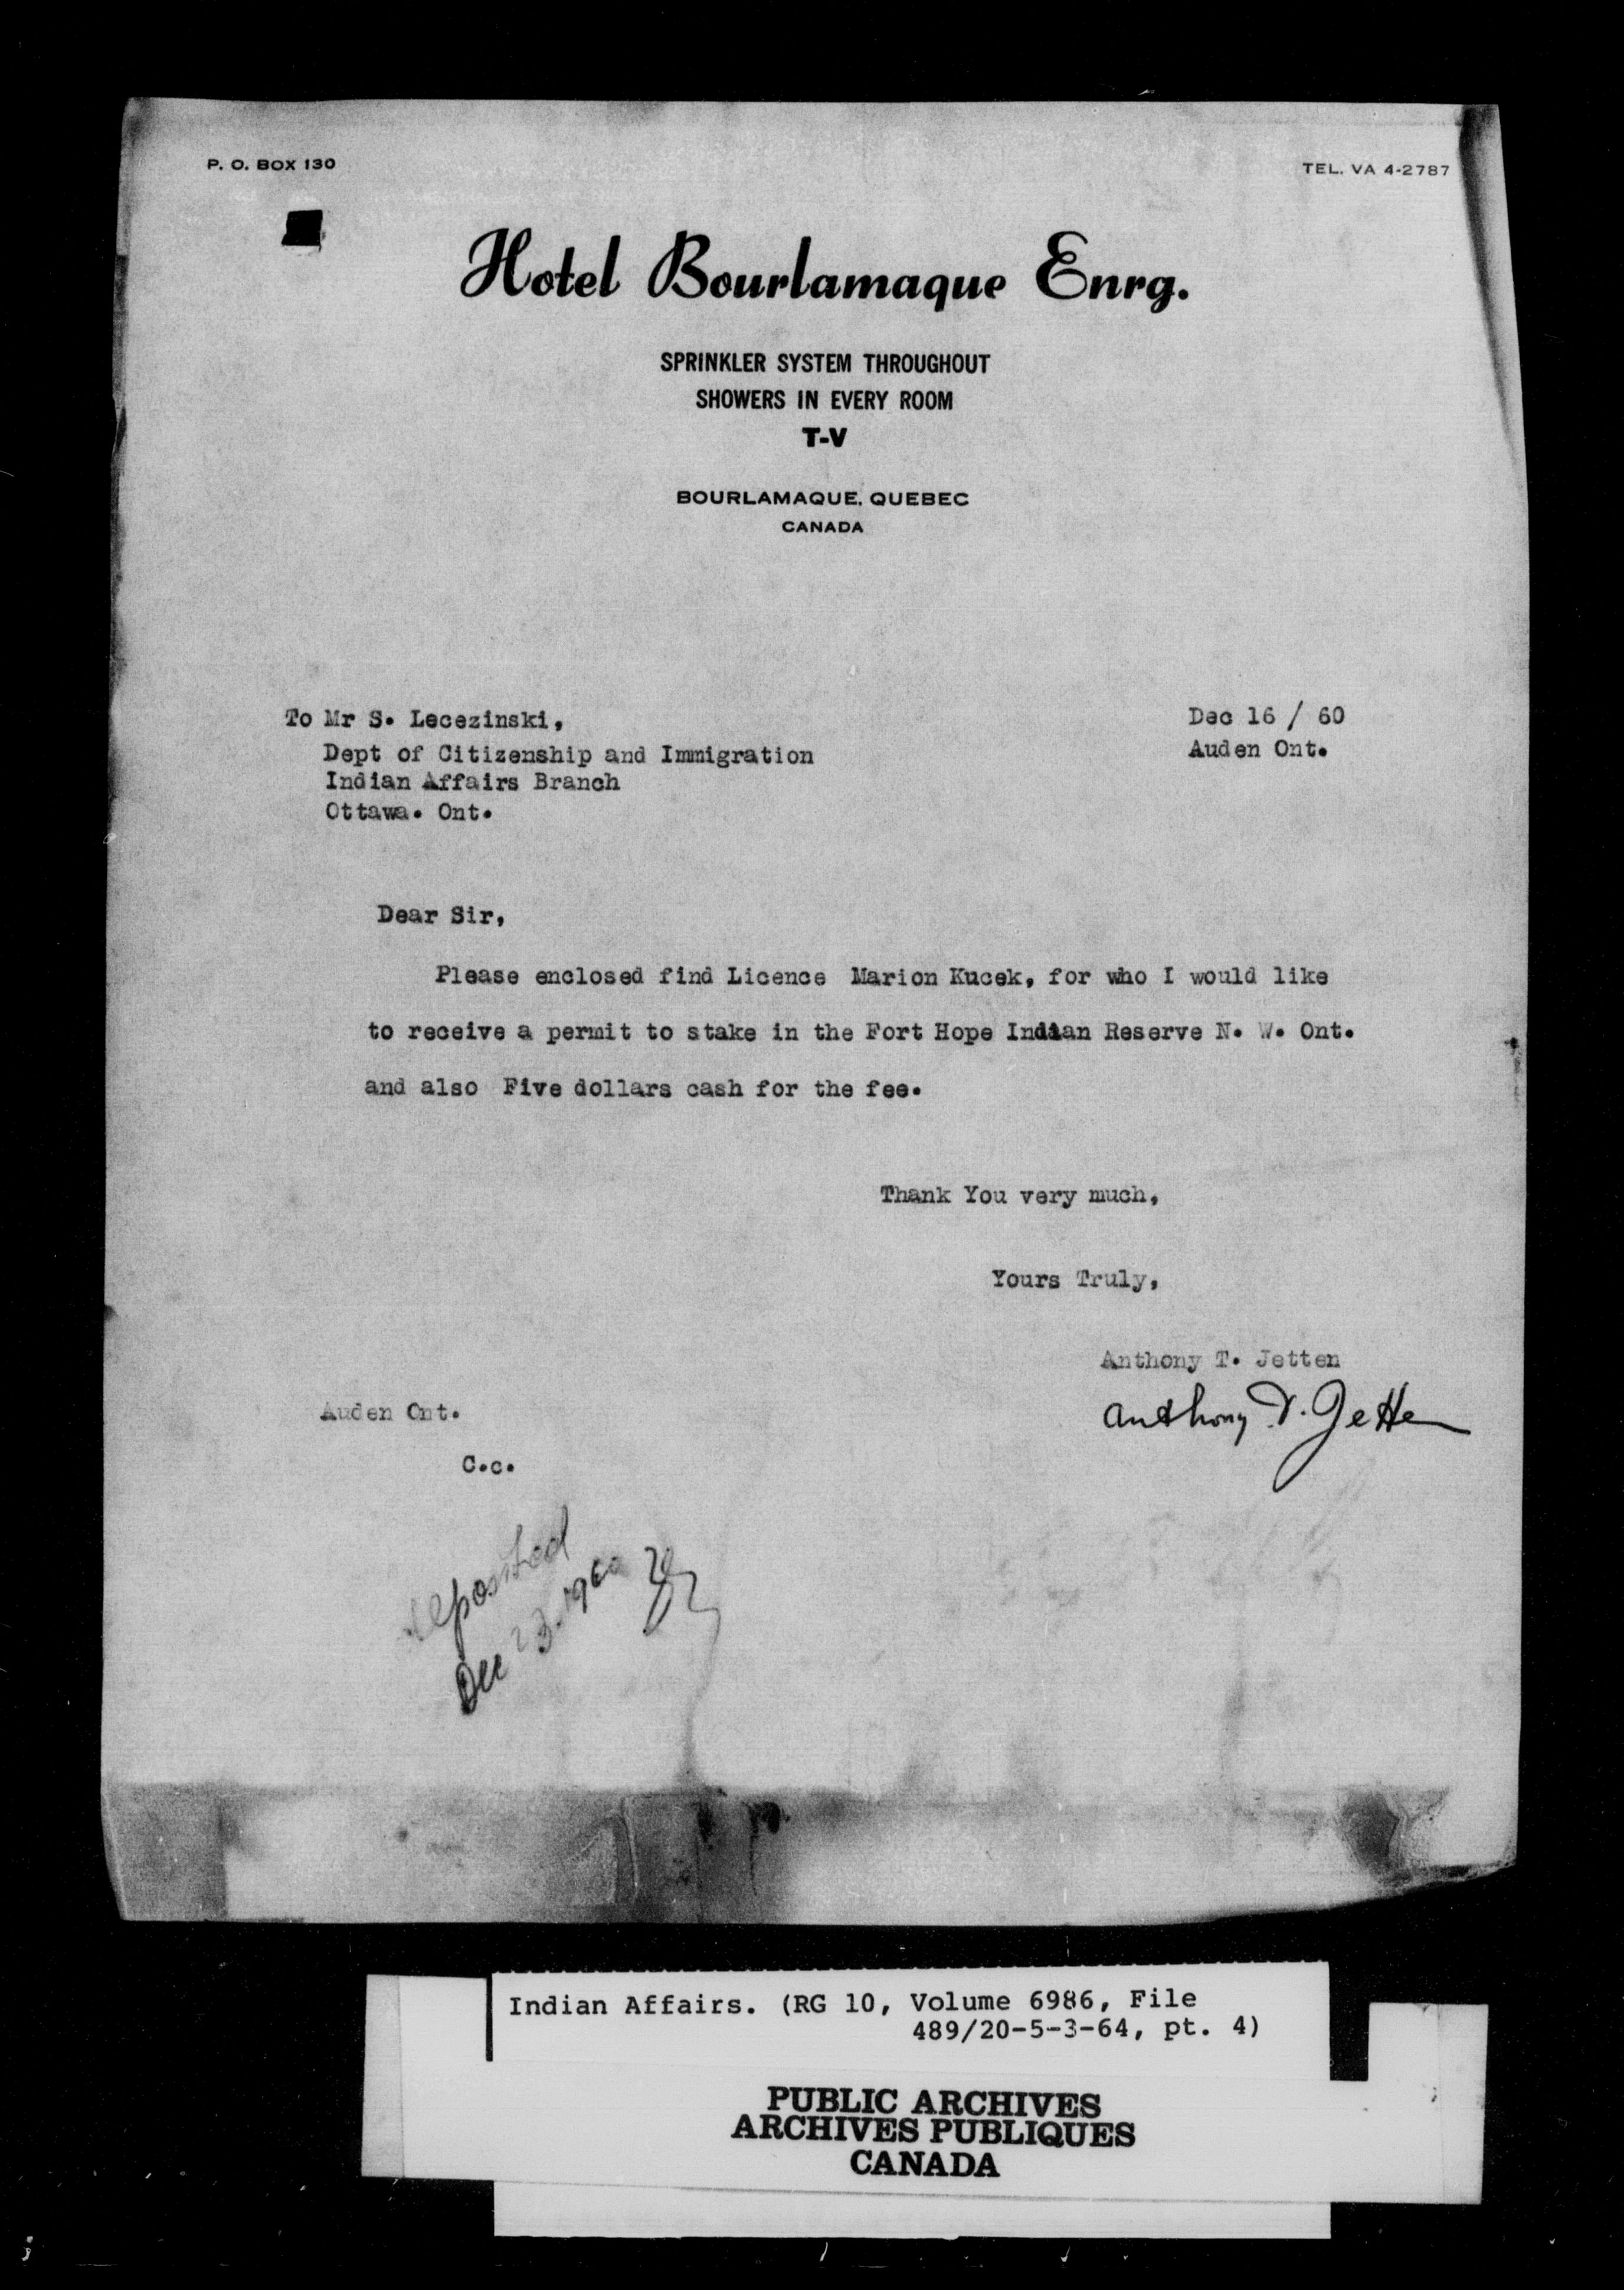 P. O. BOX 130
TEL. VA 4-2787
Hotel Bourlamaque Enrg.
SPRINKLER SYSTEM THROUGHOUT
SHOWERS IN EVERY ROOM
T-V
BOURLAMAQUE, QUEBEC
CANADA
Dec 16 / 60
Auden Ont.
To Mr S. Lecezinski,
Dept of Citizenship and Immigration
Indian Affairs Branch
Ottawa. Ont.
Dear Sir,
Please enclosed find Licence Marion Kucek, for who I would like
to receive a permit to stake in the Fort Hope Indian Reserve N. W. Ont.
and also Five dollars cash for the fee.
Thank You very much,
Yours Truly,
Anthony T. Jetten
Anthony T. Jetten
Auden Ont.
C.c.
deposited
Dec 23. 1960
Indian Affairs. (RG 10, Volume 6986, File
489/20-5-3-64, pt. 4)
PUBLIC ARCHIVES
ARCHIVES PUBLIQUES
CANADA